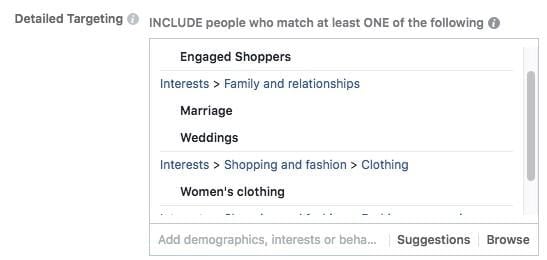 Detailed Targeting
INCLUDE people who match at least ONE of the following
Engaged Shoppers
Interests > Family and relationships
Marriage
Weddings
Interests > Shopping and fashion > Clothing
Women's clothing
Add demographics, interests or beha... Suggestions Browse